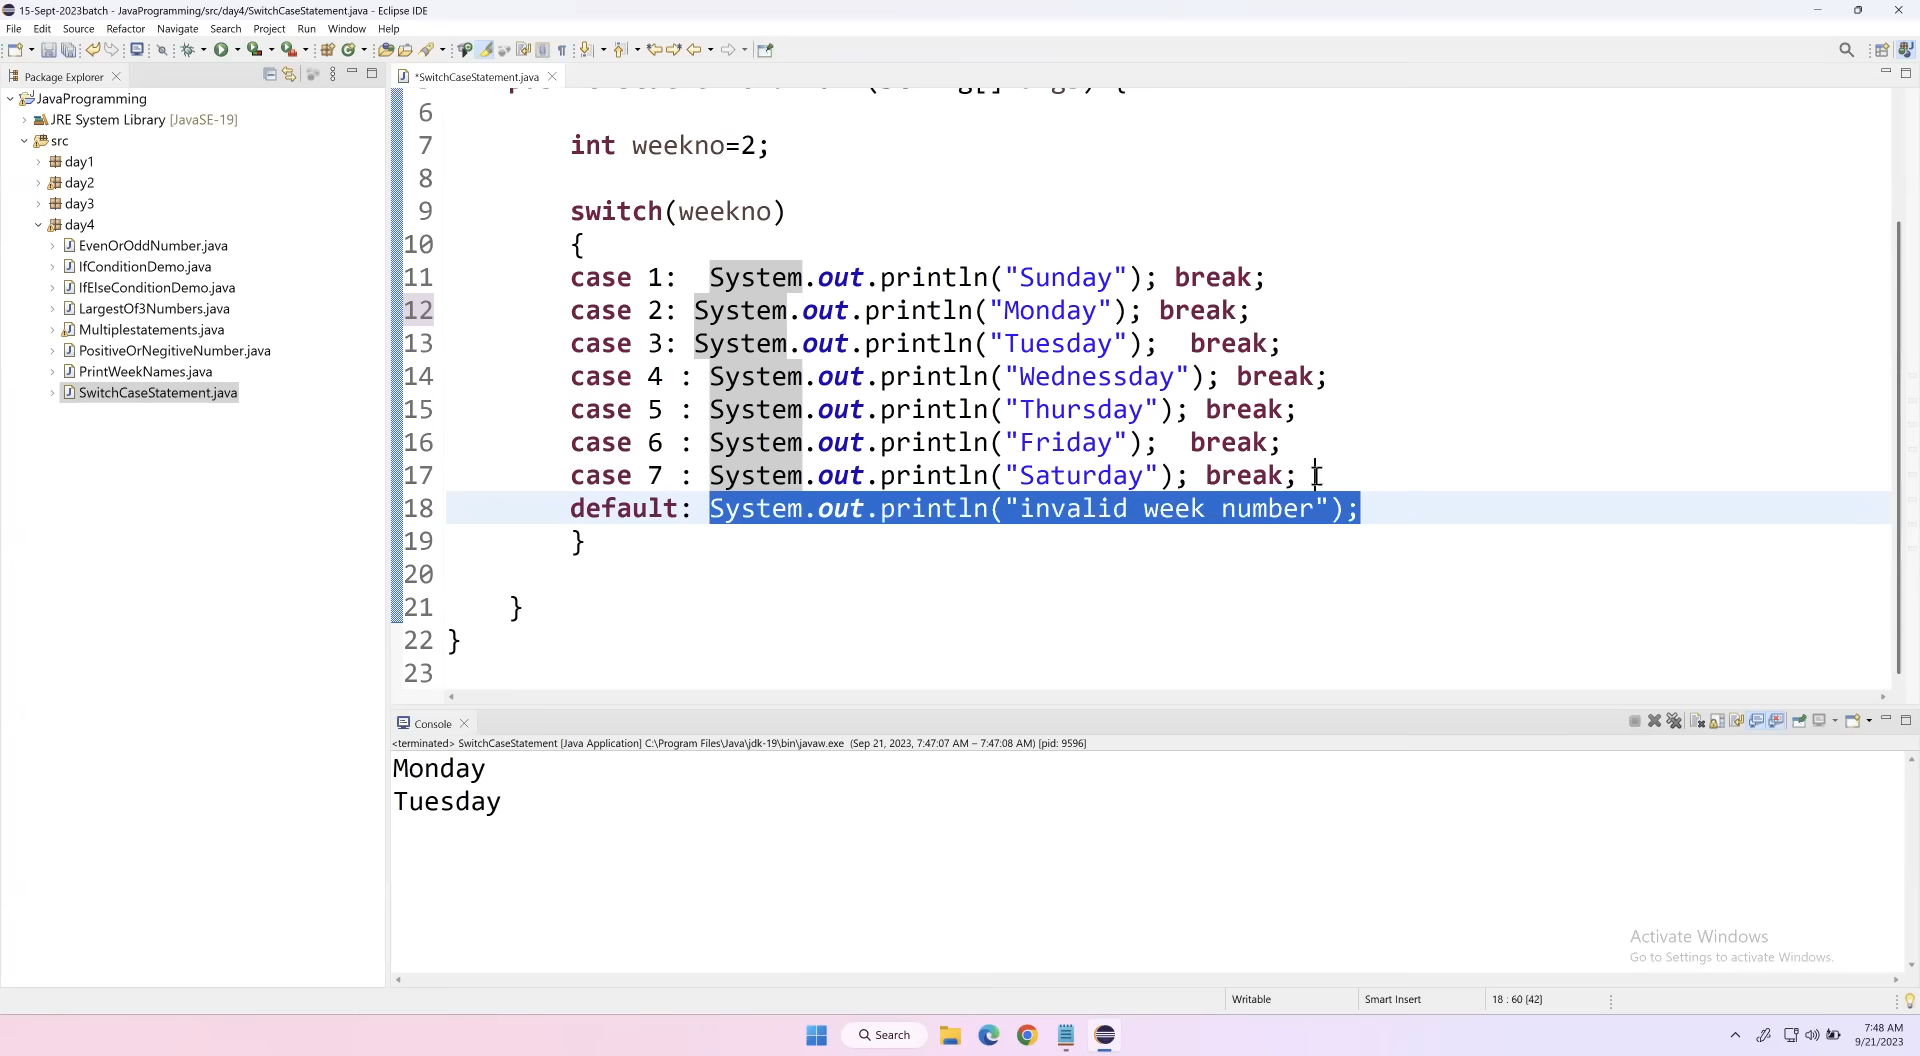 15-Sept-2023batch - JavaProgramming/src/day4/SwitchCaseStatement.java - Eclipse IDE
File Edit Source Refactor Navigate Search Project Run Window Help
Package Explorer
*SwitchCaseStatement.java
JavaProgramming
JRE System Library [JavaSE-19]
src
day1
day2
day3
day4
EvenOrOddNumber.java
IfConditionDemo.java
IfElseConditionDemo.java
LargestOf3Numbers.java
Multiplestatements.java
PositiveOrNegitiveNumber.java
PrintWeekNames.java
SwitchCaseStatement.java
6
7 int weekno=2;
8
9 switch(weekno)
10 {
11 case 1: System.out.println("Sunday"); break;
12 case 2: System.out.println("Monday"); break;
13 case 3: System.out.println("Tuesday"); break;
14 case 4 : System.out.println("Wednessday"); break;
15 case 5 : System.out.println("Thursday"); break;
16 case 6 : System.out.println("Friday"); break;
17 case 7 : System.out.println("Saturday"); break;
18 default: System.out.println("invalid week number");
19 }
20
21 }
22 }
23
Console
<terminated> SwitchCaseStatement [Java Application] C:\Program Files\Java\jdk-19\bin\javaw.exe (Sep 21, 2023, 7:47:07 AM – 7:47:08 AM) [pid: 9596]
Monday
Tuesday
Activate Windows
Go to Settings to activate Windows.
Writable Smart Insert 18 : 60 [42]
Search
7:48 AM
9/21/2023